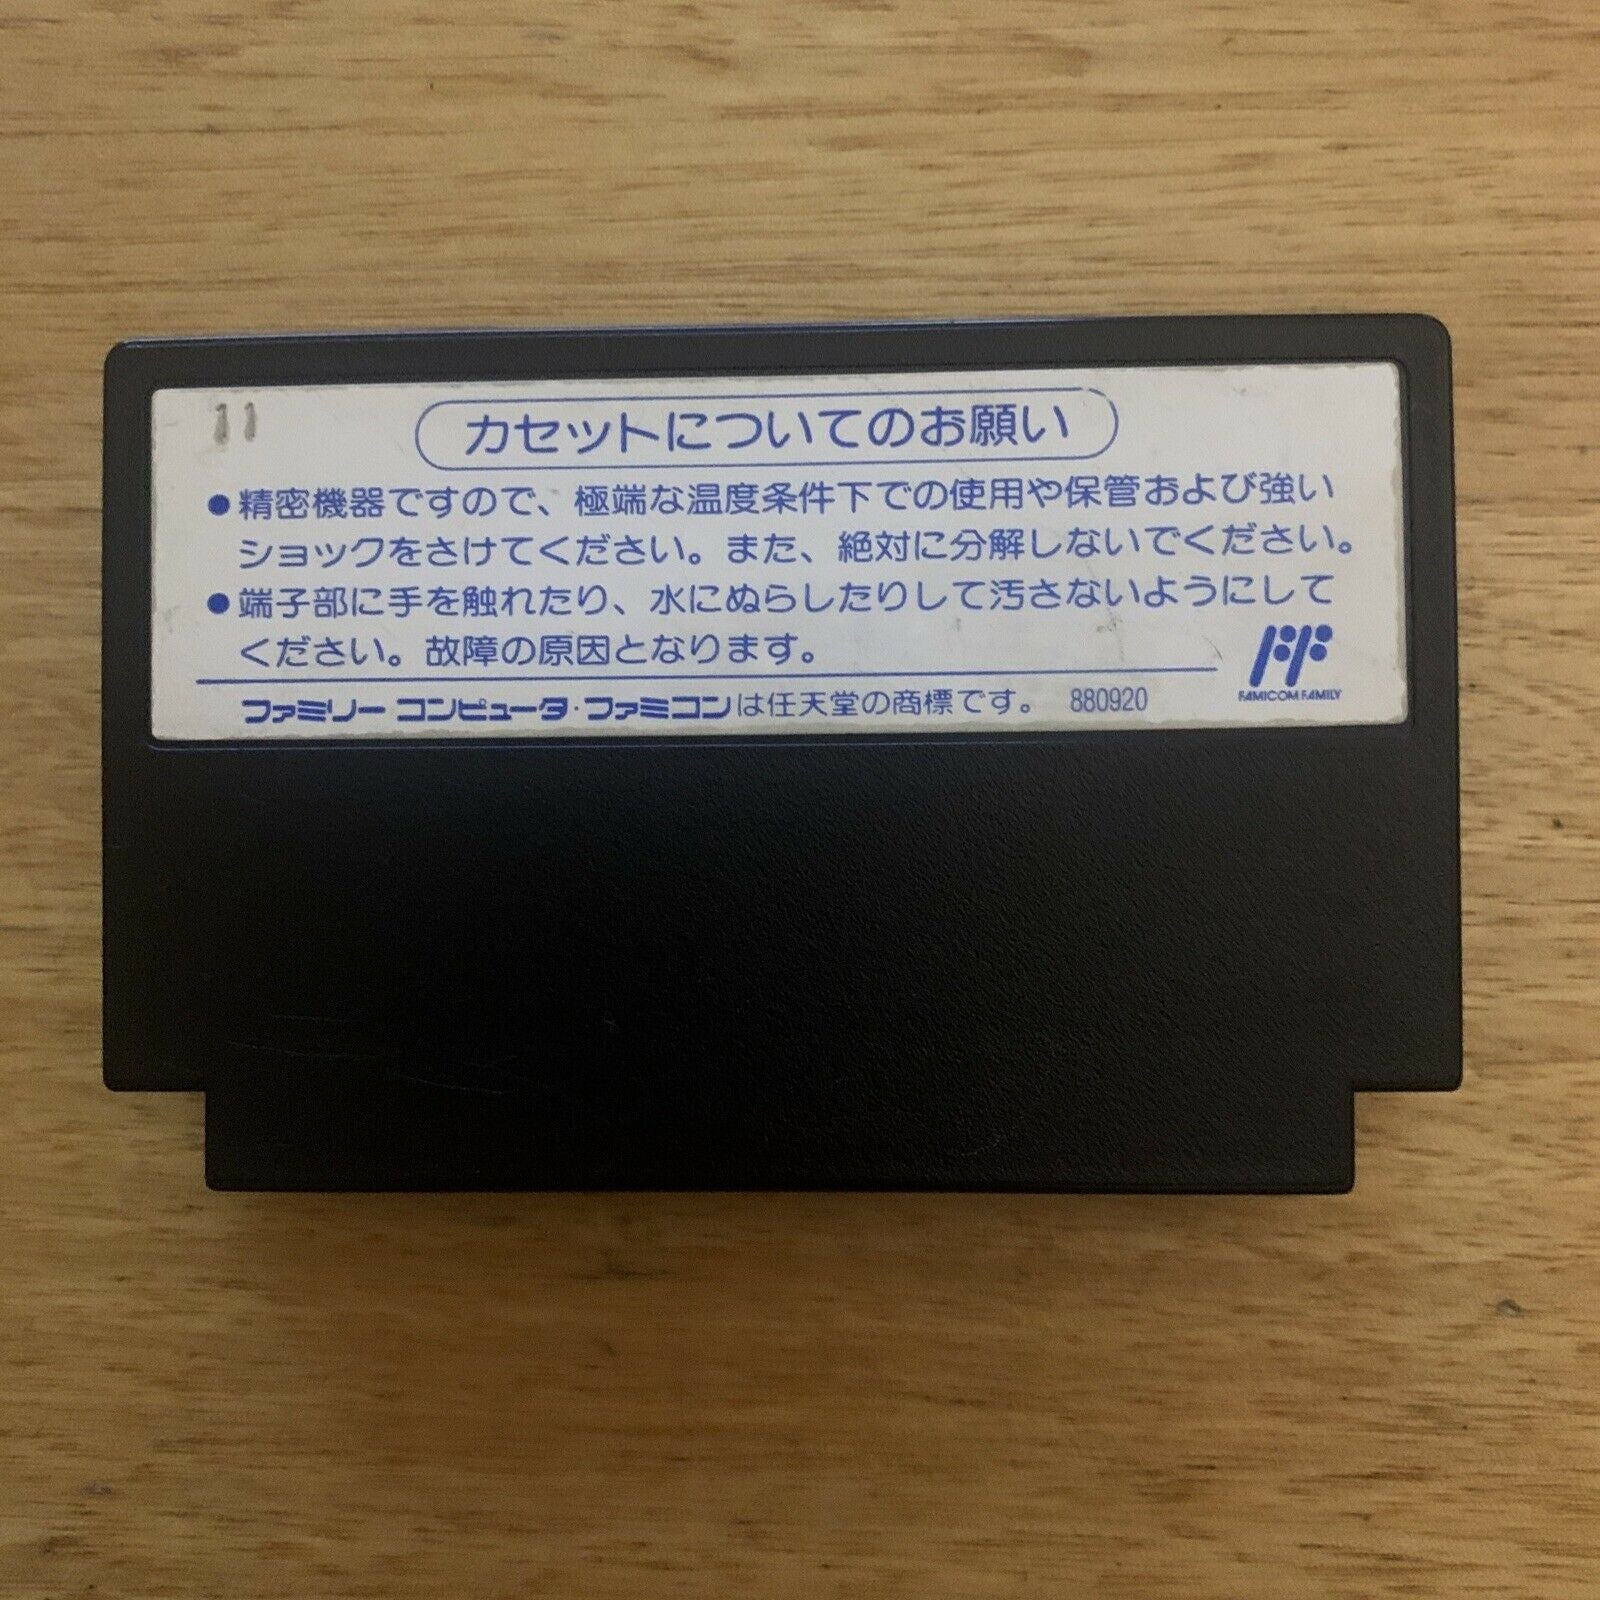 11
カセットについてのお願い
●精密機器ですので、極端な温度条件下での使用や保管および強い
ショックをさけてください。また、絶対に分解しないでください。
●端子部に手を触れたり、水にぬらしたりして汚さないようにして
ください。故障の原因となります。
ファミリーコンピュータ・ファミコンは任天堂の商標です。 880920
FAMICOM FAMILY